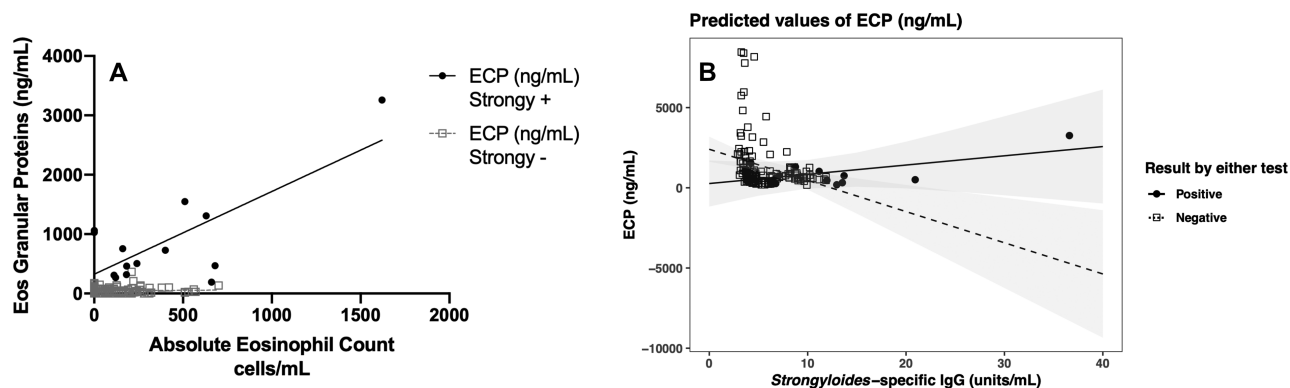 A
Eos Granular Proteins (ng/mL)
4000
3000
2000
1000
0
0 500 1000 1500 2000
Absolute Eosinophil Count
cells/mL
ECP (ng/mL)
Strongy +
ECP (ng/mL)
Strongy -
Predicted values of ECP (ng/mL)
B
ECP (ng/mL)
5000
0
−5000
−10000
0 10 20 30 40
Strongyloides−specific IgG (units/mL)
Result by either test
Positive
Negative